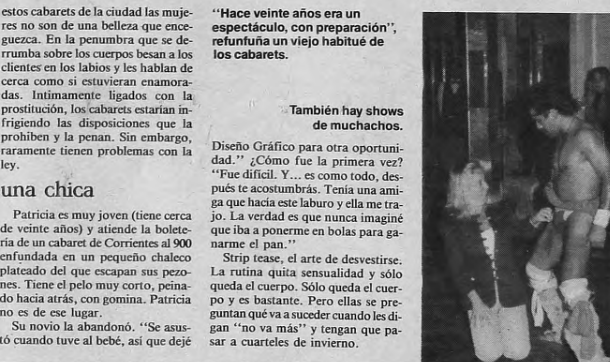 estos cabarets de la ciudad las muje-
res no son de una belleza que ence-
guezca. En la penumbra que se de-
rrumba sobre los cuerpos besan a los
clientes en los labios y les hablan de
cerca como si estuvieran enamora-
das. Intimamente ligados con la
prostitución, los cabarets estarían in-
frigiendo las disposiciones que la
prohiben y la penan. Sin embargo,
raramente tienen problemas con la
ley.
una chica
Patricia es muy joven (tiene cerca
de veinte años) y atiende la bolete-
ría de un cabaret de Corrientes al 900
enfundada en un pequeño chaleco
plateado del que escapan sus pezo-
nes. Tiene el pelo muy corto, peina-
do hacia atrás, con gomina. Patricia
no es de ese lugar.
Su novio la abandonó. “Se asus-
tó cuando tuve al bebé, así que dejé
“Hace veinte años era un
espectáculo, con preparación”,
refunfuña un viejo habitué de
los cabarets.
También hay shows
de muchachos.
Diseño Gráfico para otra oportuni-
dad.” ¿Cómo fue la primera vez?
“Fue difícil. Y... es como todo, des-
pués te acostumbrás. Tenía una ami-
ga que hacía este laburo y ella me tra-
jo. La verdad es que nunca imaginé
que iba a ponerme en bolas para ga-
narme el pan.”
Strip tease, el arte de desvestirse.
La rutina quita sensualidad y sólo
queda el cuerpo. Sólo queda el cuer-
po y es bastante. Pero ellas se pre-
guntan qué va a suceder cuando les di-
gan “no va más” y tengan que pa-
sar a cuarteles de invierno.